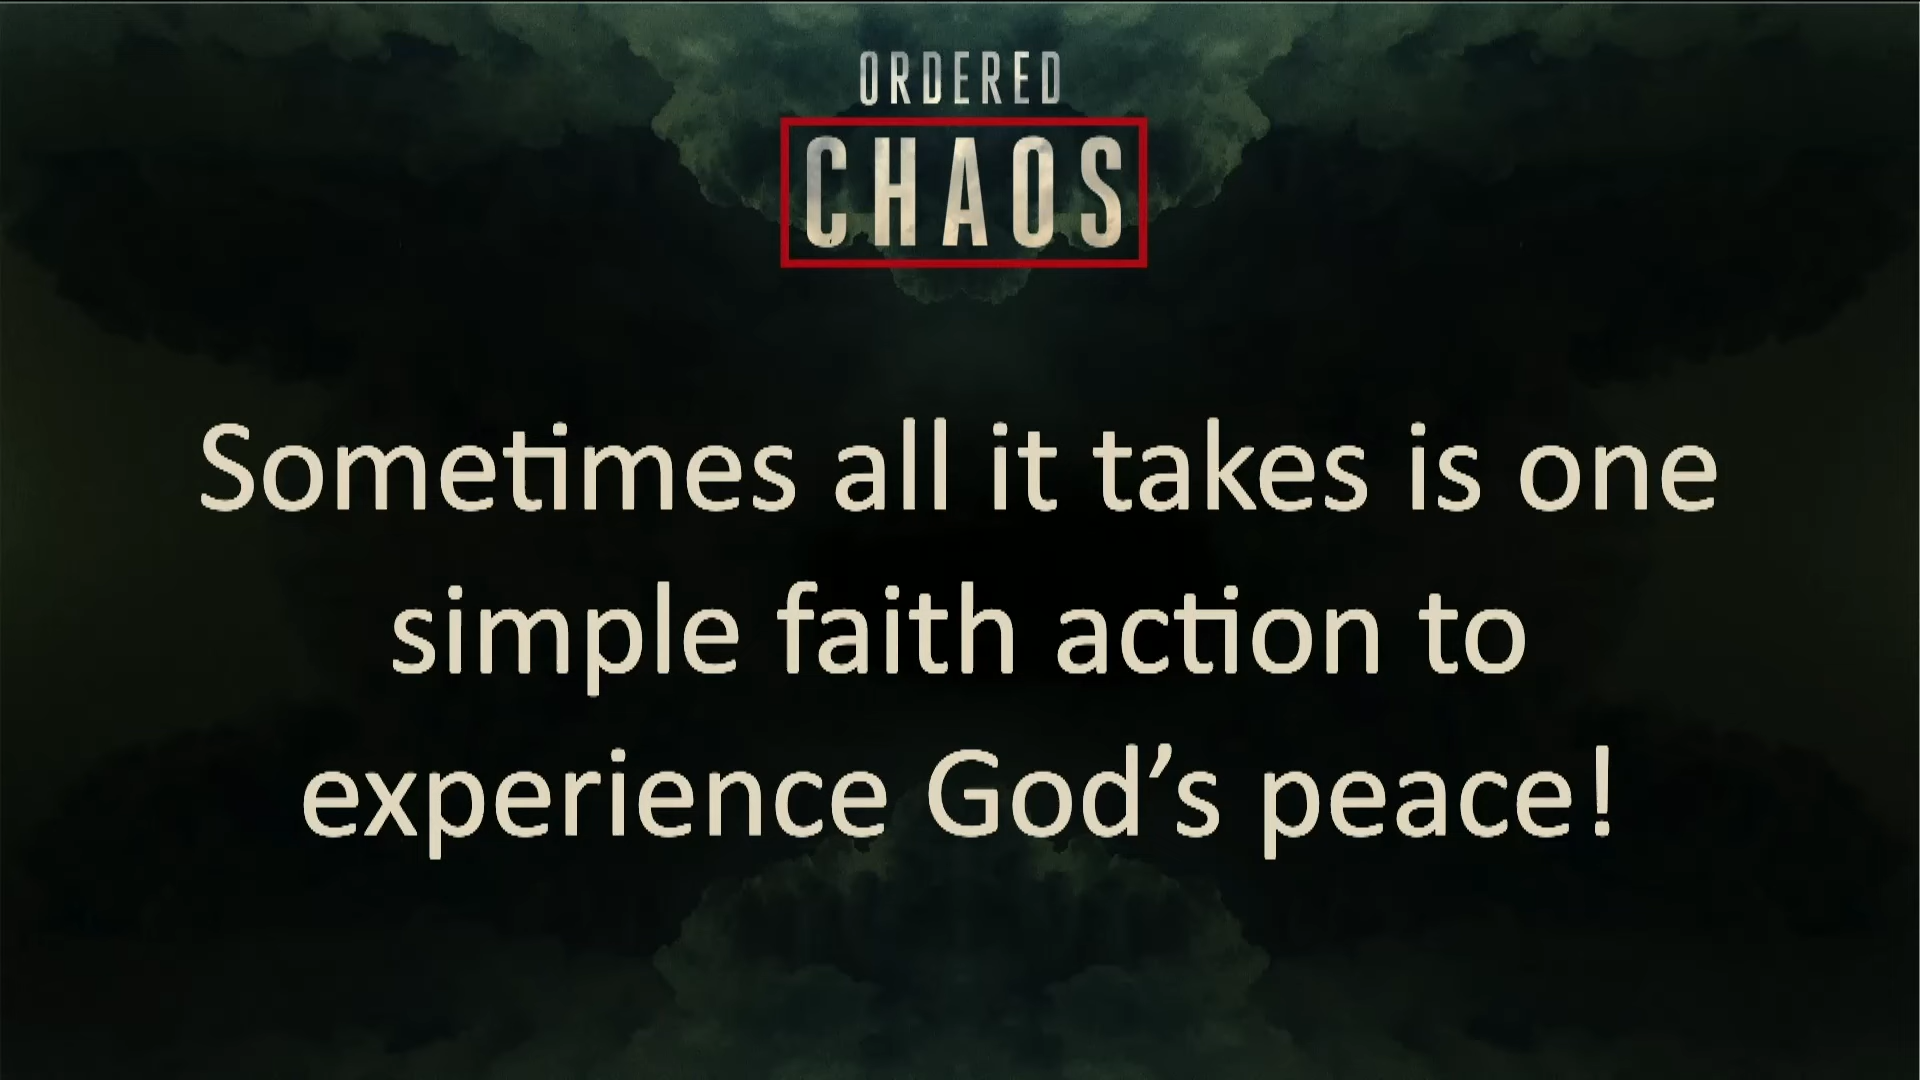 ORDERED
CHAOS
Sometimes all it takes is one
simple faith action to
experience God’s peace!